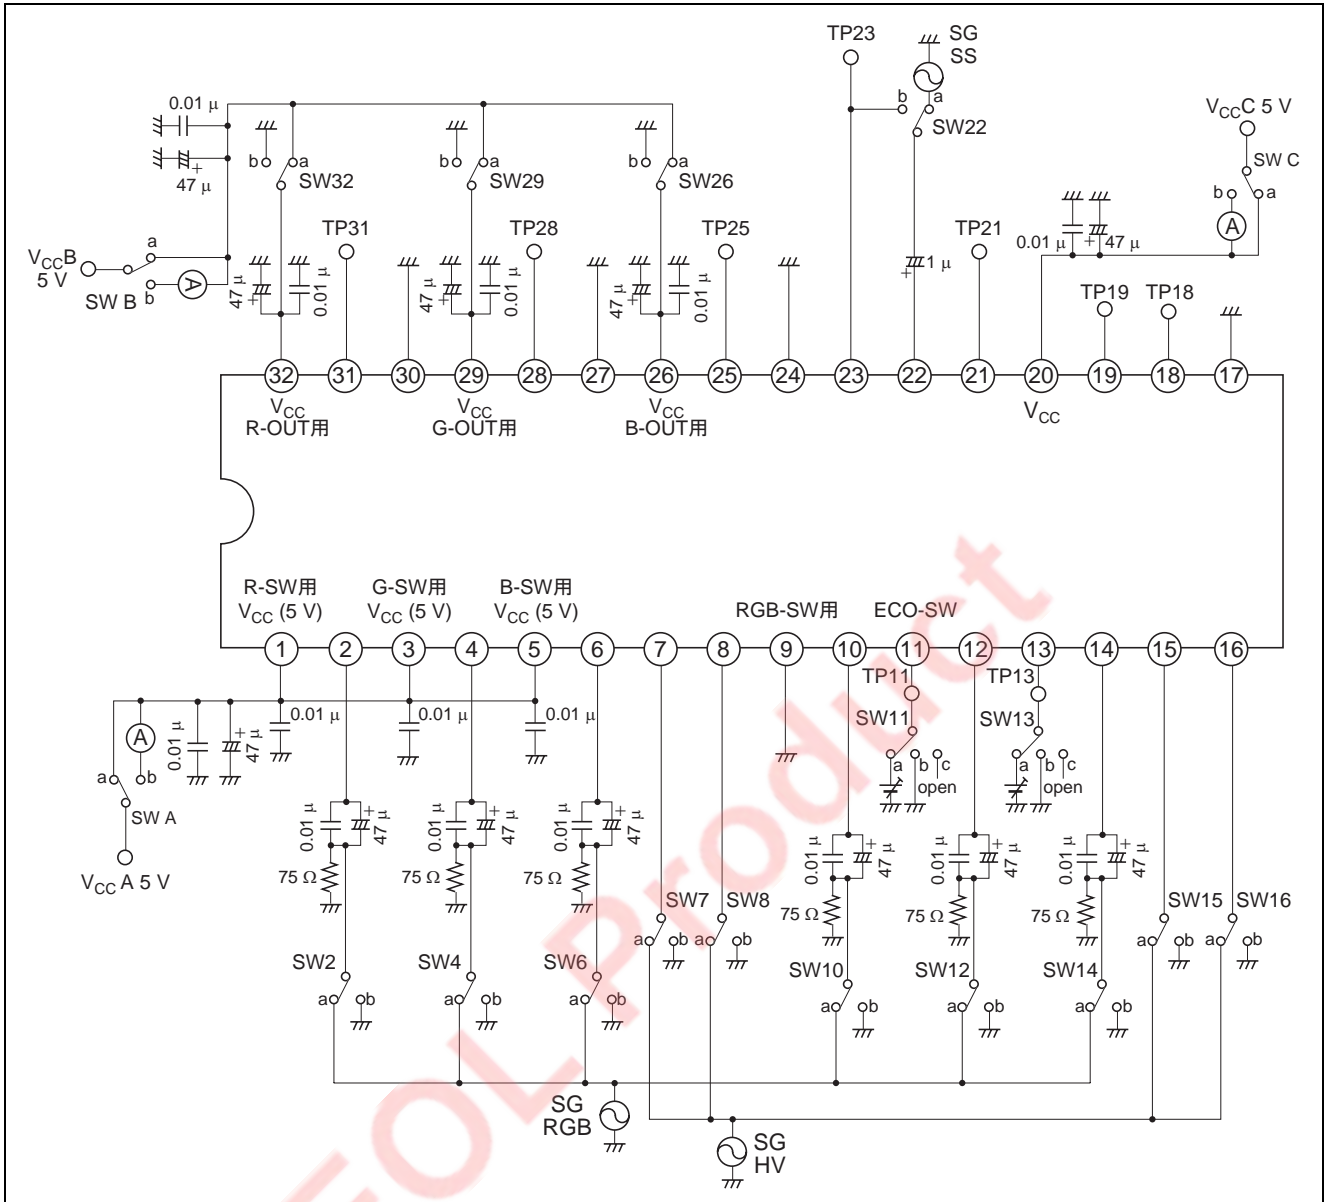 TP23
SG
SS
b
a
SW22
0.01 μ
47 μ
+
b
a
SW32
b
a
SW29
b
a
SW26
VCCC 5 V
SW C
b
a
A
0.01 μ
+
47 μ
VCCB
5 V
a
SW B
b
A
TP31
TP28
TP25
TP21
TP19
TP18
47 μ
+
0.01 μ
47 μ
+
0.01 μ
47 μ
+
0.01 μ
+
1 μ
32 31 30 29 28 27 26 25 24 23 22 21 20 19 18 17
VCC
R-OUT用
VCC
G-OUT用
VCC
B-OUT用
VCC
R-SW用
VCC (5 V)
G-SW用
VCC (5 V)
B-SW用
VCC (5 V)
RGB-SW用
ECO-SW
1 2 3 4 5 6 7 8 9 10 11 12 13 14 15 16
A
a
b
SW A
VCC A 5 V
0.01 μ
+
47 μ
0.01 μ
0.01 μ
0.01 μ
TP11
SW11
a
b
c
open
TP13
SW13
a
b
c
open
0.01 μ
+
47 μ
75 Ω
0.01 μ
+
47 μ
75 Ω
0.01 μ
+
47 μ
75 Ω
0.01 μ
+
47 μ
75 Ω
0.01 μ
+
47 μ
75 Ω
0.01 μ
+
47 μ
75 Ω
SW7
a
b
SW8
a
b
SW15
a
b
SW16
a
b
SW2
a
b
SW4
a
b
SW6
a
b
SW10
a
b
SW12
a
b
SW14
a
b
SG
RGB
SG
HV
EOL Product